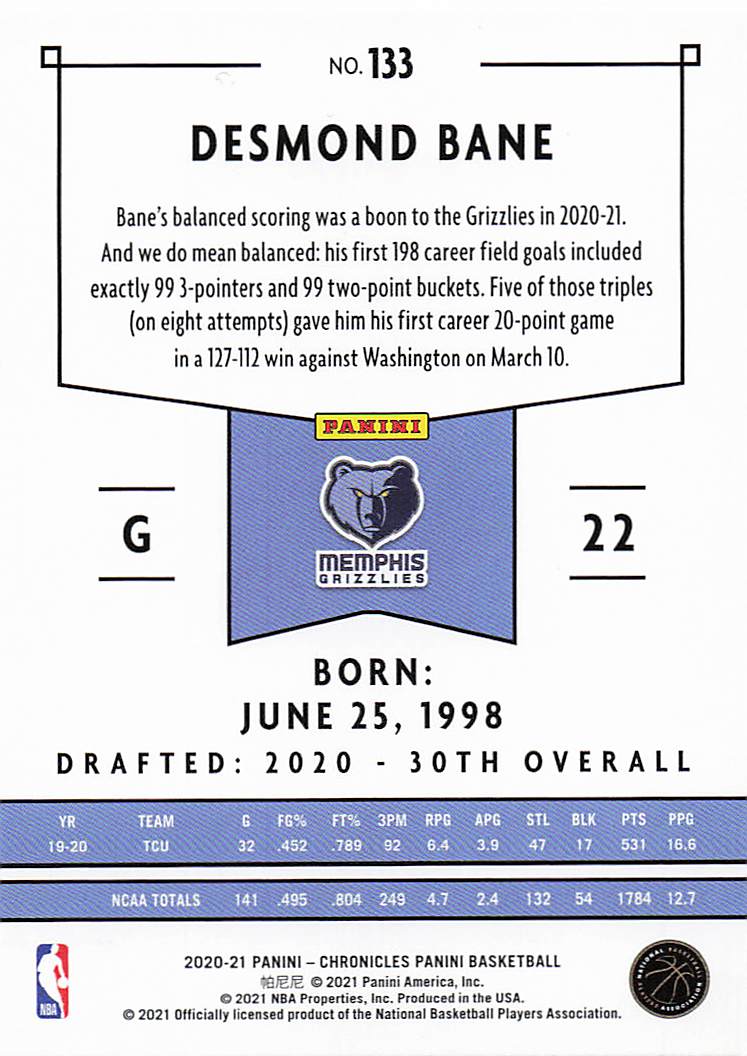 NO. 133
DESMOND BANE
Bane's balanced scoring was a boon to the Grizzlies in 2020-21.
And we do mean balanced: his first 198 career field goals included
exactly 99 3-pointers and 99 two-point buckets. Five of those triples
(on eight attempts) gave him his first career 20-point game
in a 127-112 win against Washington on March 10.
PANINI
G
MEMPHIS
GRIZZLIES
22
BORN:
JUNE 25, 1998
DRAFTED: 2020 - 30TH OVERALL
YR TEAM G FG% FT% 3PM RPG APG STL BLK PTS PPG
19-20 TCU 32 .452 .789 92 6.4 3.9 47 17 531 16.6
NCAA TOTALS 141 .495 .804 249 4.7 2.4 132 54 1784 12.7
NBA
2020-21 PANINI – CHRONICLES PANINI BASKETBALL
帕尼尼 © 2021 Panini America, Inc.
© 2021 NBA Properties, Inc. Produced in the USA.
© 2021 Officially licensed product of the National Basketball Players Association.
NATIONAL BASKETBALL PLAYERS ASSOCIATION